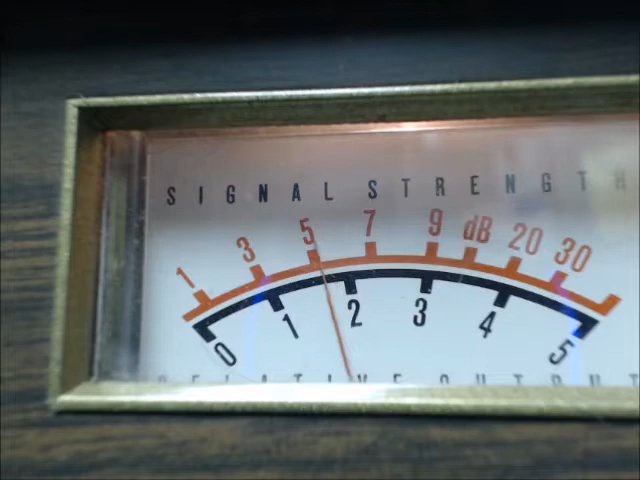 SIGNAL STRENGTH
1 3 5 7 9 dB 20 30
0 1 2 3 4 5
RELATIVE OUTPUT